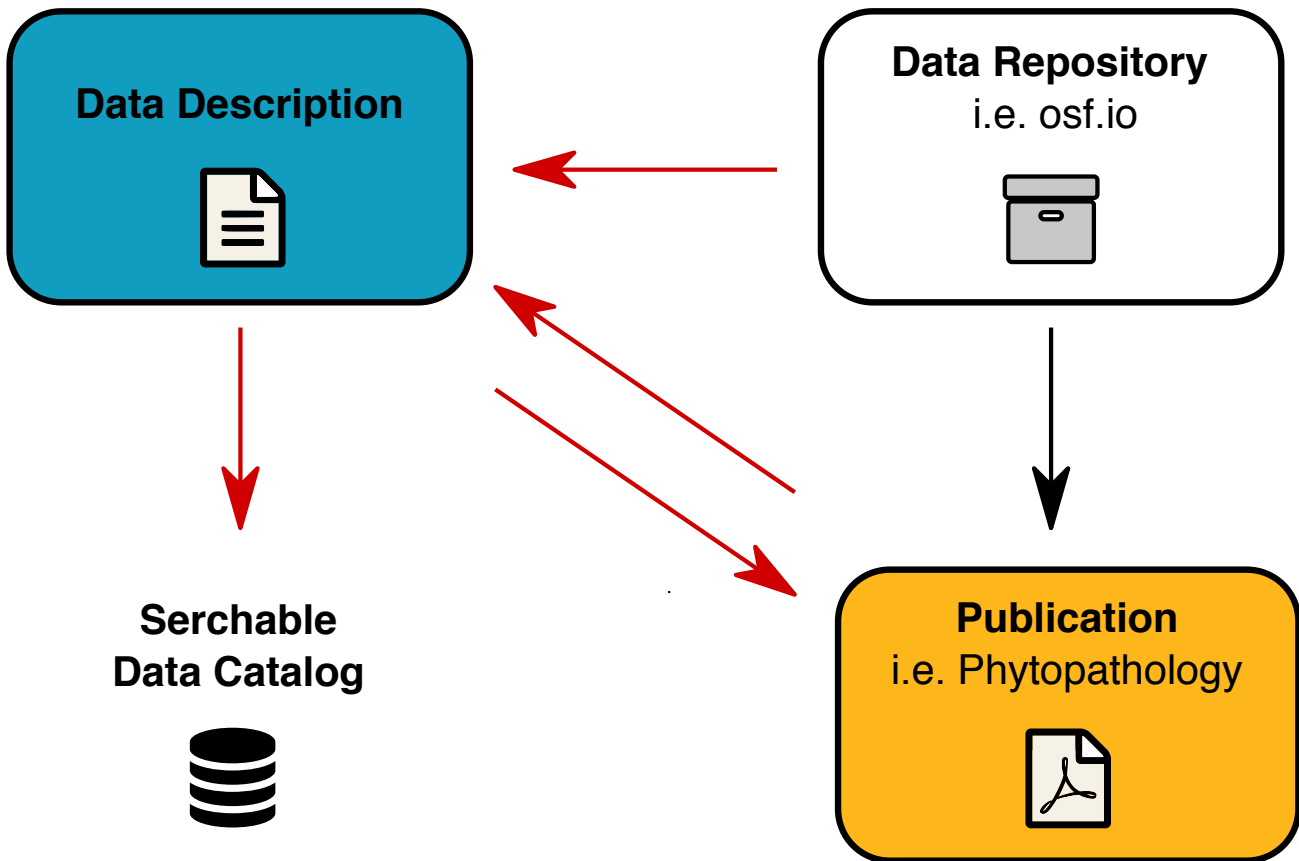 Data Description
Data Repository
i.e. osf.io
Serchable
Data Catalog
Publication
i.e. Phytopathology